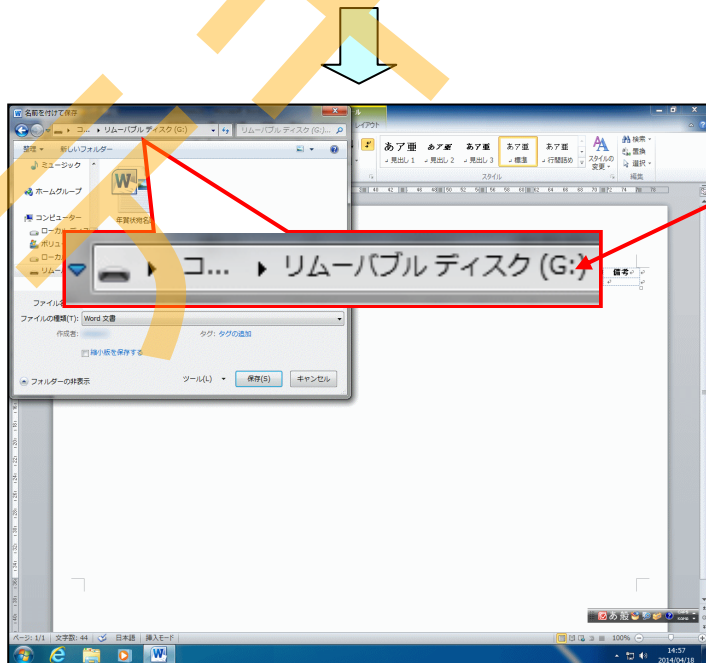 名前を付けて保存
コ... ▸ リムーバブル ディスク (G:)
リムーバブル ディスク (G:)...
整理 新しいフォルダー
ミュージック
ホームグループ
コンピューター
ローカル
ボリュ
ローカ
リムー
年賀状宛名
コ... ▸ リムーバブル ディスク (G:)
ファイル名
ファイルの種類(T): Word 文書
作成者:
タグ: タグの追加
縮小版を保存する
フォルダーの非表示
ツール(L)
保存(S)
キャンセル
レイアウト
あア亜 あア亜 あア亜 あア亜 あア亜
見出し 1 見出し 2 見出し 3 標準 行間詰め
スタイルの
変更
スタイル
検索
置換
選択
編集
備考
ページ: 1/1 文字数: 44 日本語 挿入モード
あ 般
100%
14:57
2014/04/18